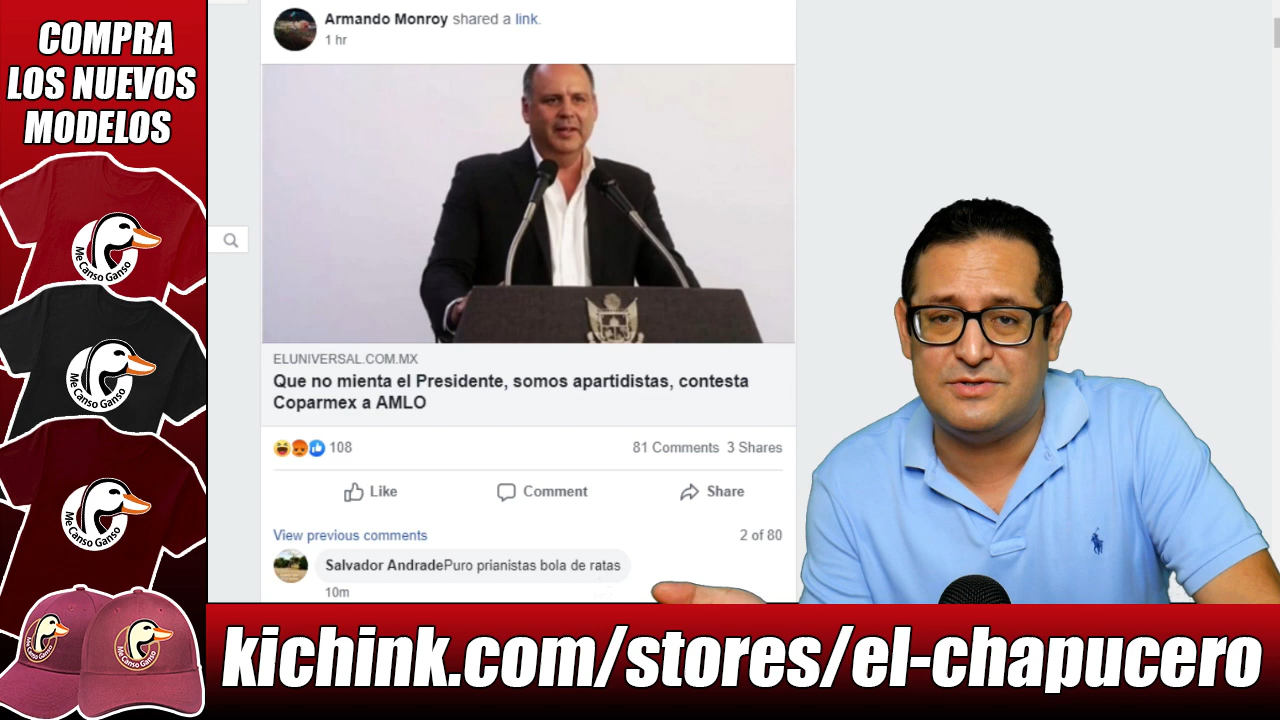 COMPRA
LOS NUEVOS
MODELOS
Me Canso Ganso
Me Canso Ganso
Me Canso Ganso
Me Canso Ganso
Me Canso Ganso
Armando Monroy shared a link.
1 hr
ELUNIVERSAL.COM.MX
Que no mienta el Presidente, somos apartidistas, contesta
Coparmex a AMLO
108
81 Comments 3 Shares
Like Comment Share
View previous comments 2 of 80
Salvador AndradePuro prianistas bola de ratas
10m
kichink.com/stores/el-chapucero